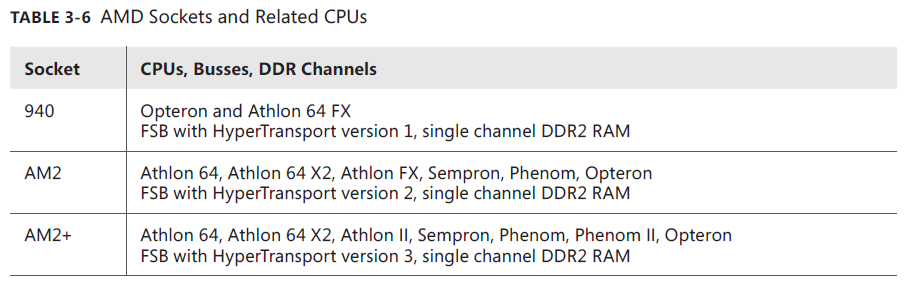 TABLE 3-6 AMD Sockets and Related CPUs
Socket CPUs, Busses, DDR Channels
940 Opteron and Athlon 64 FX
FSB with HyperTransport version 1, single channel DDR2 RAM
AM2 Athlon 64, Athlon 64 X2, Athlon FX, Sempron, Phenom, Opteron
FSB with HyperTransport version 2, single channel DDR2 RAM
AM2+ Athlon 64, Athlon 64 X2, Athlon II, Sempron, Phenom, Phenom II, Opteron
FSB with HyperTransport version 3, single channel DDR2 RAM